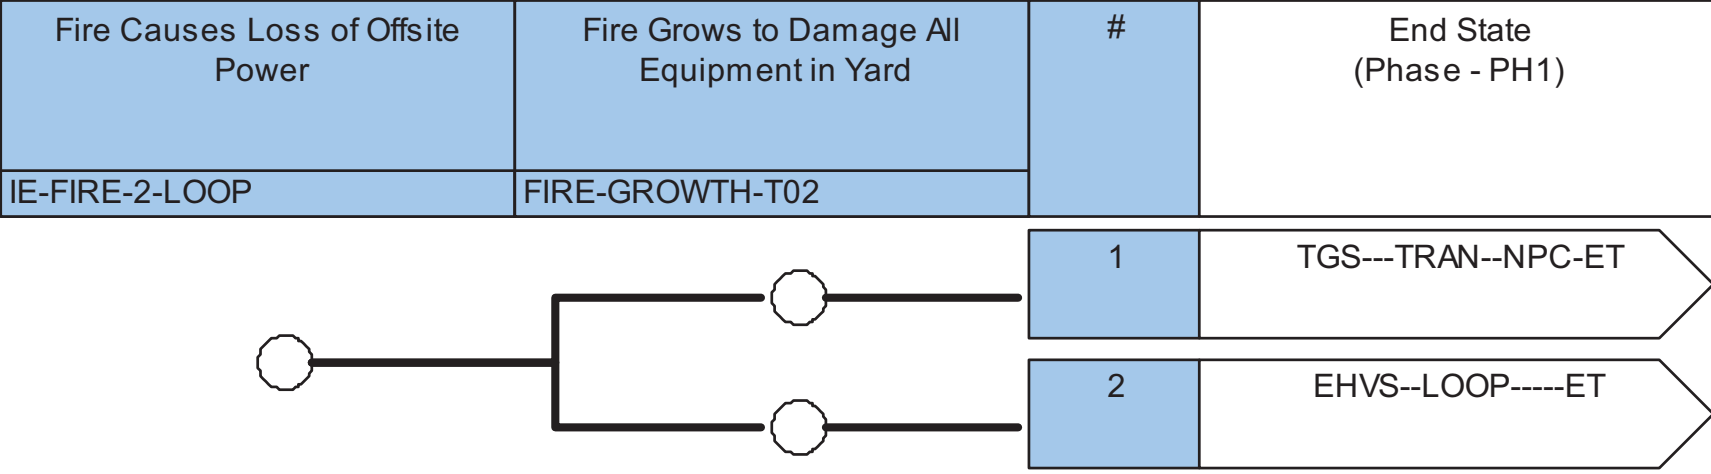 Fire Causes Loss of Offsite
Power
Fire Grows to Damage All
Equipment in Yard
#
End State
(Phase - PH1)
IE-FIRE-2-LOOP
FIRE-GROWTH-T02
1
TGS---TRAN--NPC-ET
2
EHVS--LOOP-----ET